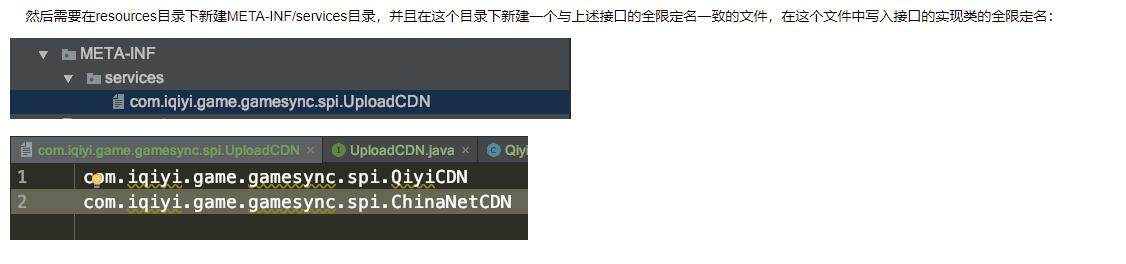 然后需要在resources目录下新建META-INF/services目录，并且在这个目录下新建一个与上述接口的全限定名一致的文件，在这个文件中写入接口的实现类的全限定名：
META-INF
services
com.iqiyi.game.gamesync.spi.UploadCDN
com.iqiyi.game.gamesync.spi.UploadCDN × I UploadCDN.java × C Qiyi
1 com.iqiyi.game.gamesync.spi.QiyiCDN
2 com.iqiyi.game.gamesync.spi.ChinaNetCDN